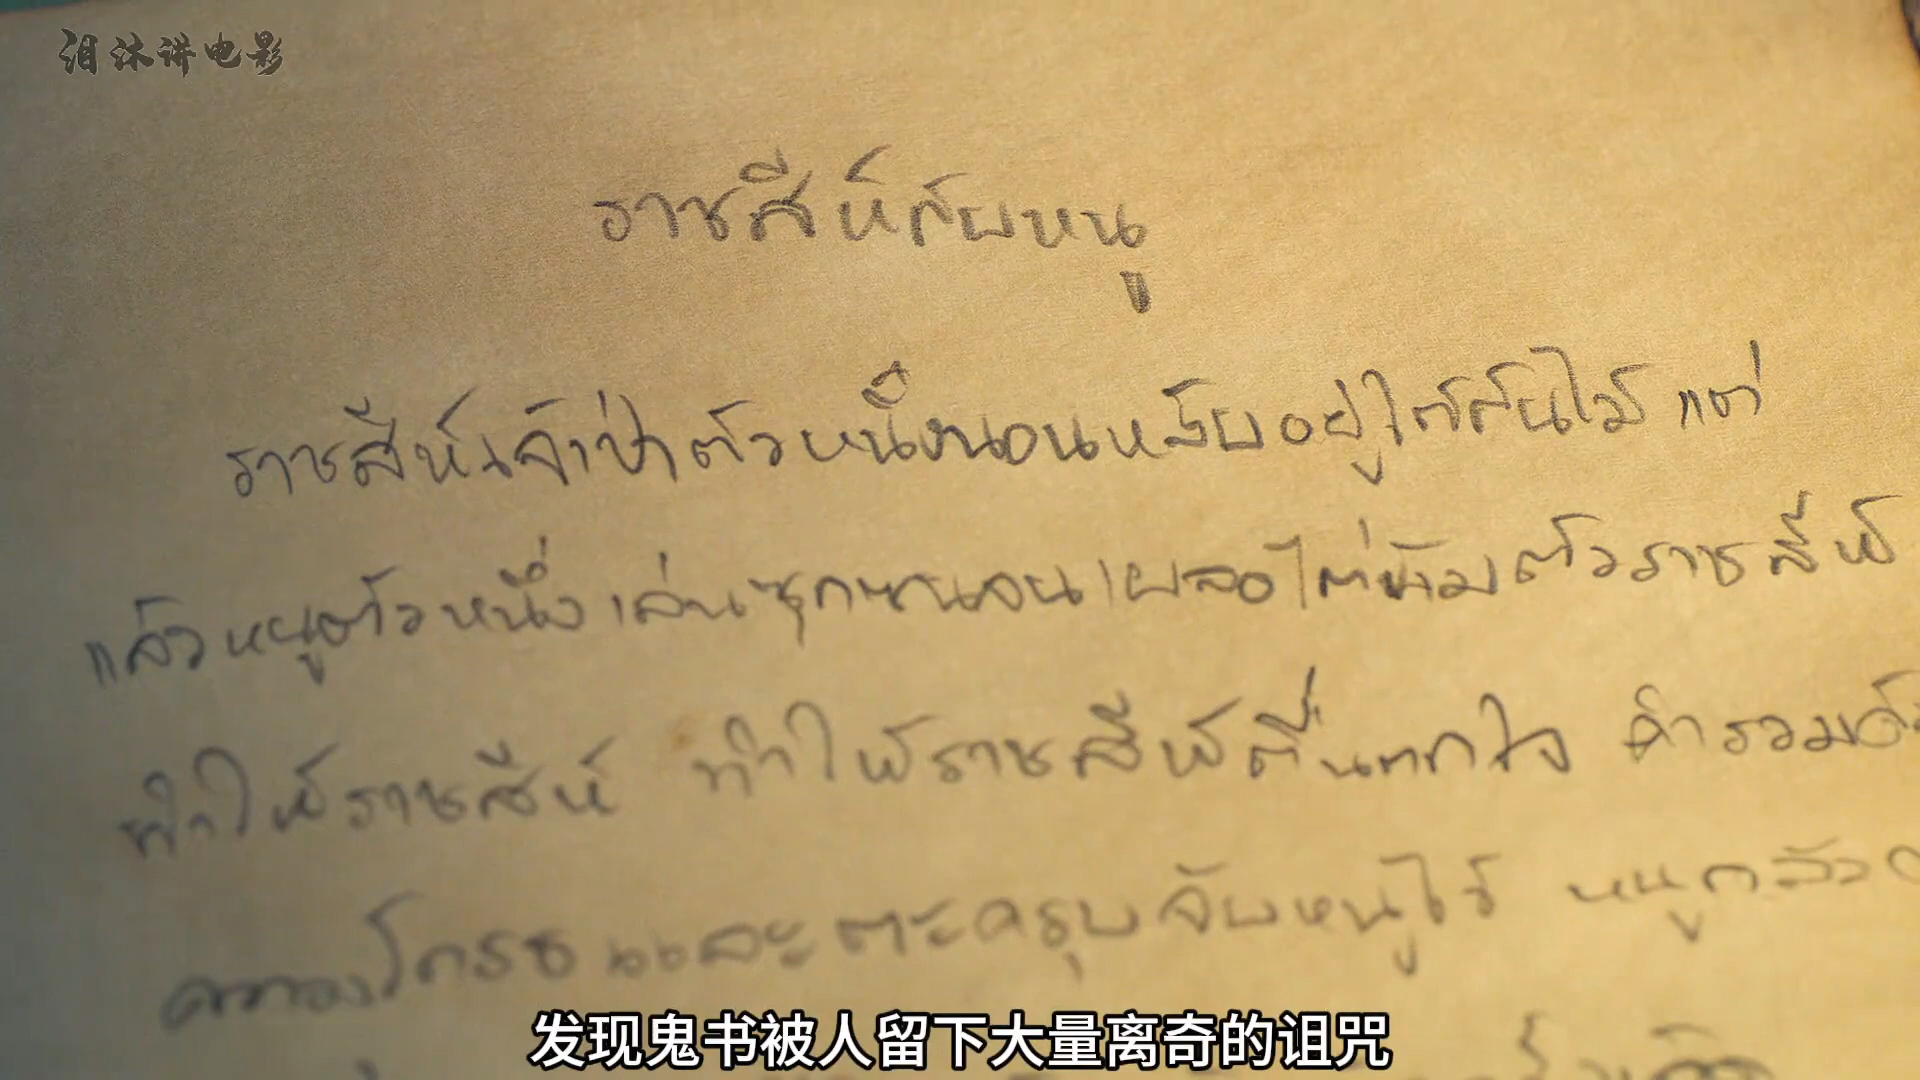 泪沐讲电影
ราชสีห์กับหนู
ราชสีห์เจ้าป่าตัวหนึ่งนอนหลับอยู่ใต้ต้นไม้ แต่
แล้วหนูตัวหนึ่ง เล่นซุกซนจนเผลอไต่ข้ามตัวราชสีห์
ทำให้ราชสีห์ ทำให้ราชสีห์ตื่นตกใจ คำราม
โกรธและตะครุบจับหนูไว้ หนูกลัว
发现鬼书被人留下大量离奇的诅咒